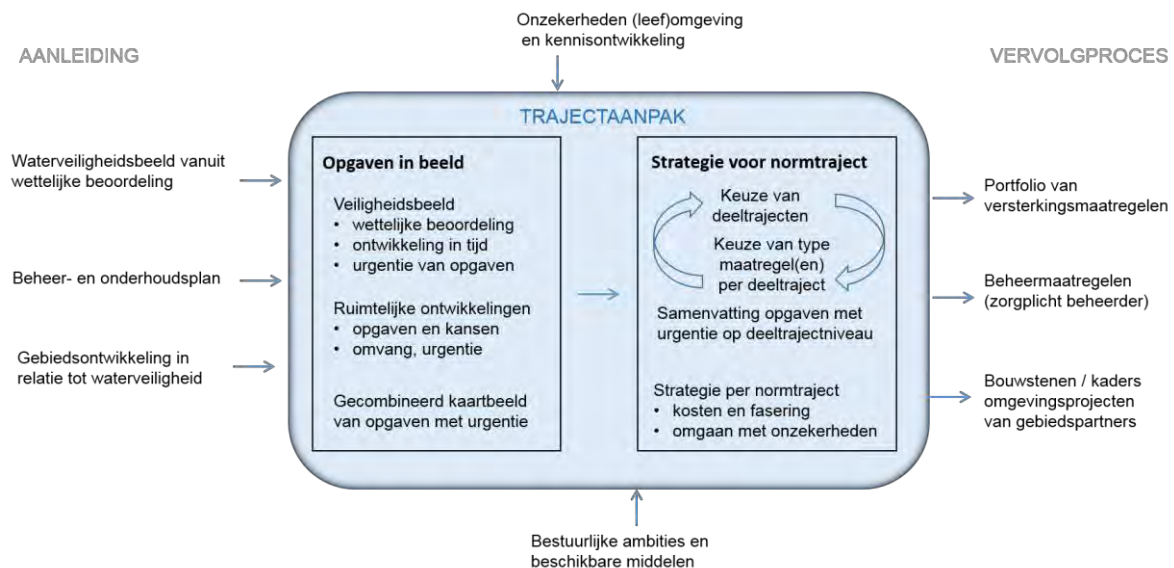 Onzekerheden (leef)omgeving
en kennisontwikkeling
AANLEIDING
VERVOLGPROCES
TRAJECTAANPAK
Waterveiligheidsbeeld vanuit
wettelijke beoordeling
Beheer- en onderhoudsplan
Gebiedsontwikkeling in
relatie tot waterveiligheid
Opgaven in beeld
Veiligheidsbeeld
• wettelijke beoordeling
• ontwikkeling in tijd
• urgentie van opgaven
Ruimtelijke ontwikkelingen
• opgaven en kansen
• omvang, urgentie
Gecombineerd kaartbeeld
van opgaven met urgentie
Strategie voor normtraject
Keuze van
deeltrajecten
Keuze van type
maatregel(en)
per deeltraject
Samenvatting opgaven met
urgentie op deeltrajectniveau
Strategie per normtraject
• kosten en fasering
• omgaan met onzekerheden
Portfolio van
versterkingsmaatregelen
Beheermaatregelen
(zorgplicht beheerder)
Bouwstenen / kaders
omgevingsprojecten
van gebiedspartners
Bestuurlijke ambities en
beschikbare middelen